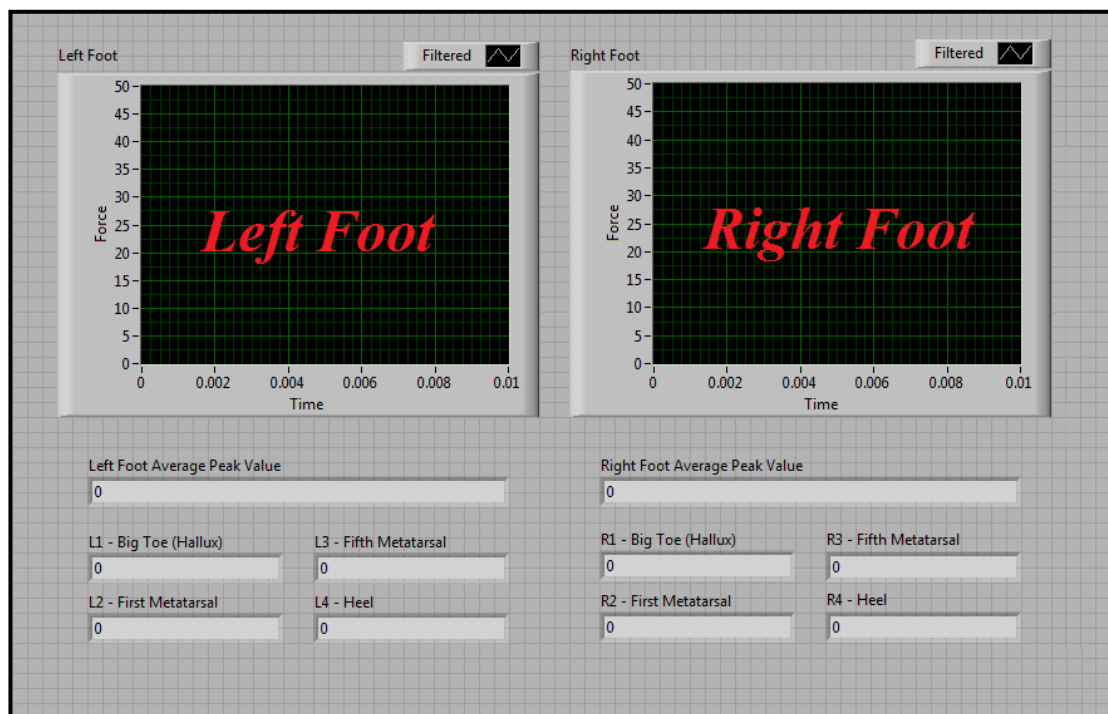 Left Foot
Filtered
50
45
40
35
30
25
20
15
10
5
0
Force
Left Foot
0 0.002 0.004 0.006 0.008 0.01
Time
Right Foot
Filtered
50
45
40
35
30
25
20
15
10
5
0
Force
Right Foot
0 0.002 0.004 0.006 0.008 0.01
Time
Left Foot Average Peak Value
0
L1 - Big Toe (Hallux) L3 - Fifth Metatarsal
0 0
L2 - First Metatarsal L4 - Heel
0 0
Right Foot Average Peak Value
0
R1 - Big Toe (Hallux) R3 - Fifth Metatarsal
0 0
R2 - First Metatarsal R4 - Heel
0 0